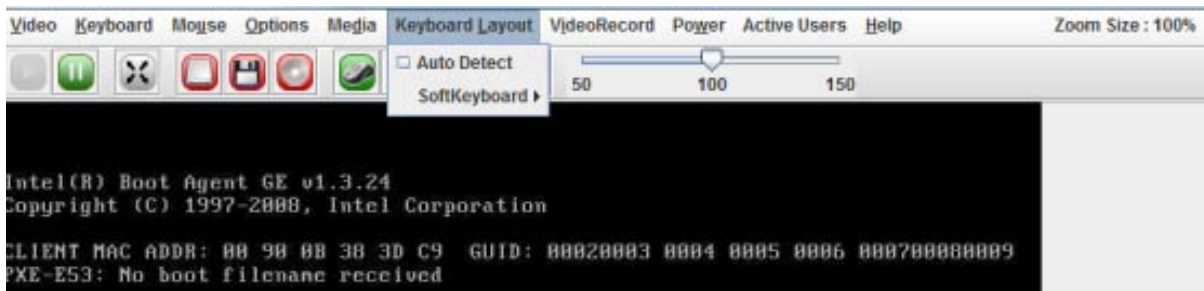 Video Keyboard Mouse Options Media Keyboard Layout VideoRecord Power Active Users Help Zoom Size : 100%
Auto Detect
SoftKeyboard
50 100 150
Intel(R) Boot Agent GE v1.3.24
Copyright (C) 1997-2008, Intel Corporation
CLIENT MAC ADDR: 00 90 0B 38 3D C9 GUID: 00020003 0004 0005 0006 000700080009
PXE-E53: No boot filename received